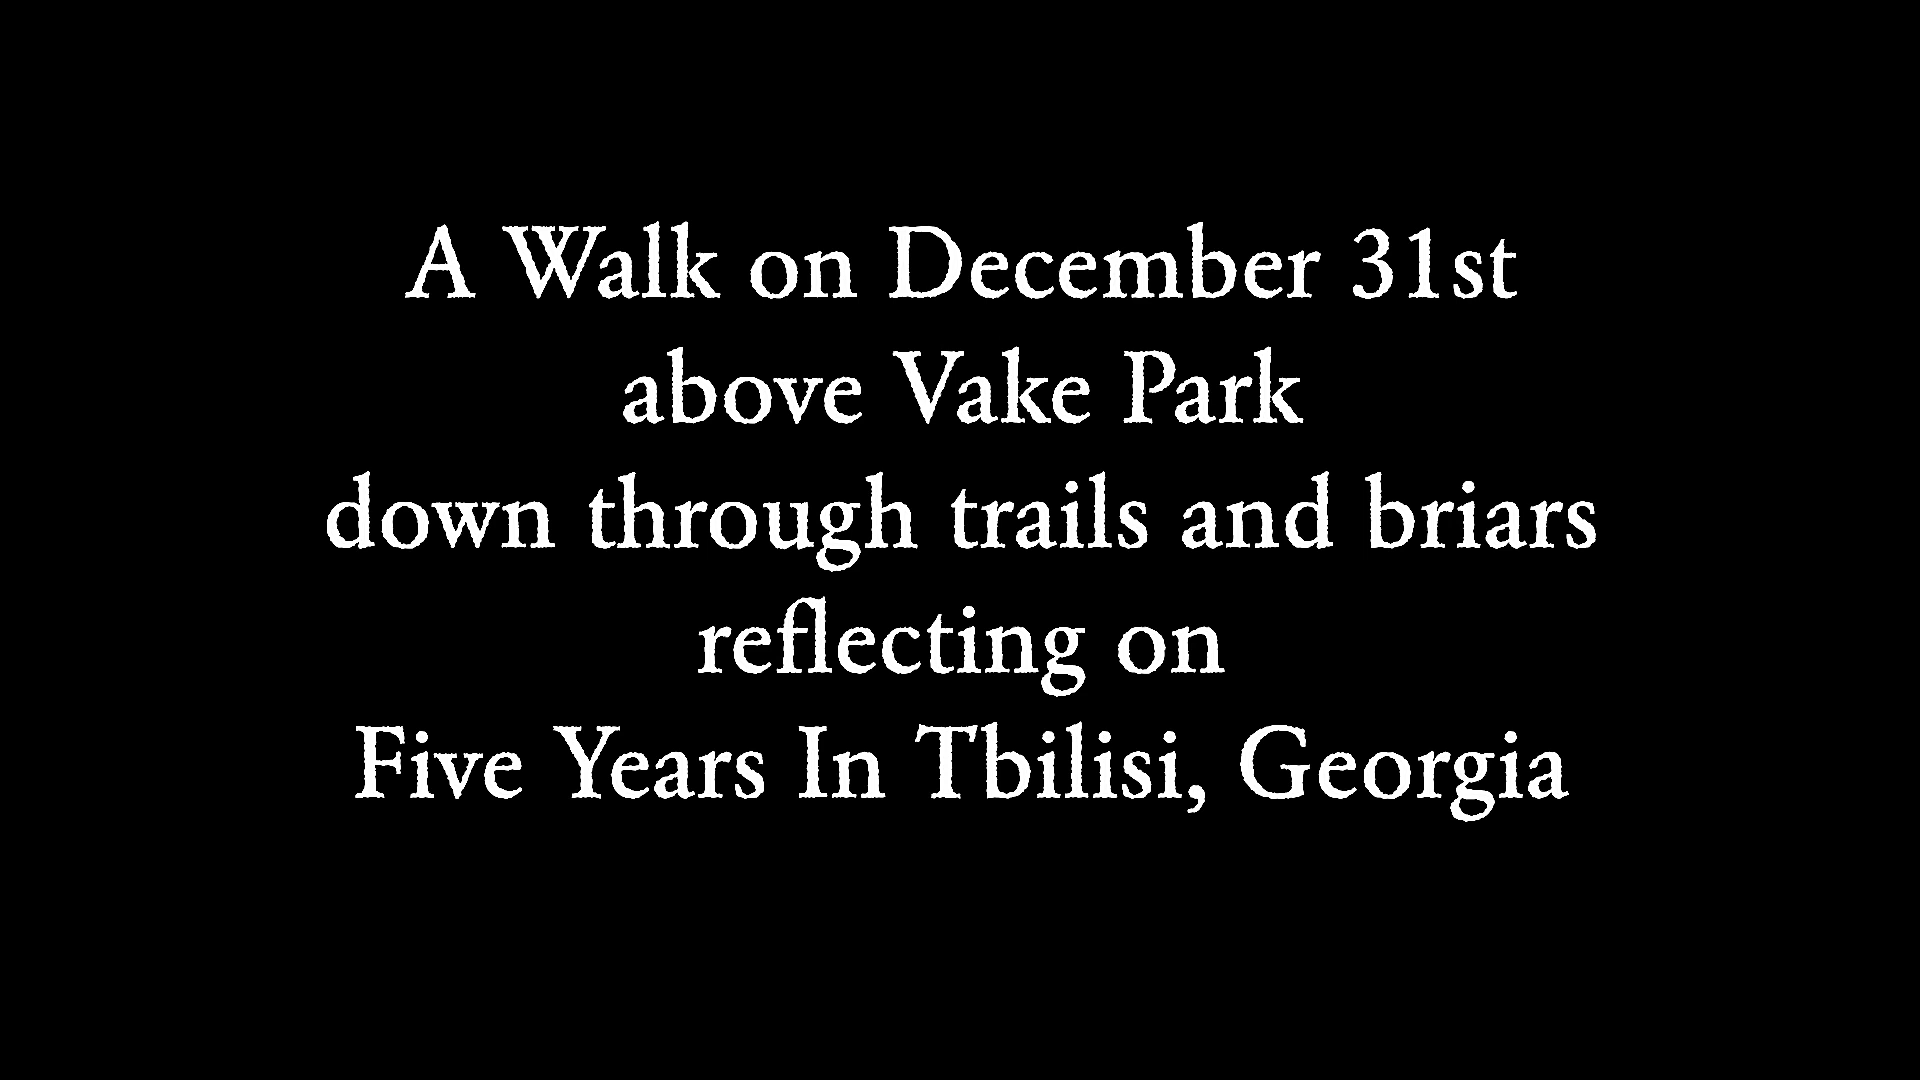 A Walk on December 31st
above Vake Park
down through trails and briars
reflecting on
Five Years In Tbilisi, Georgia